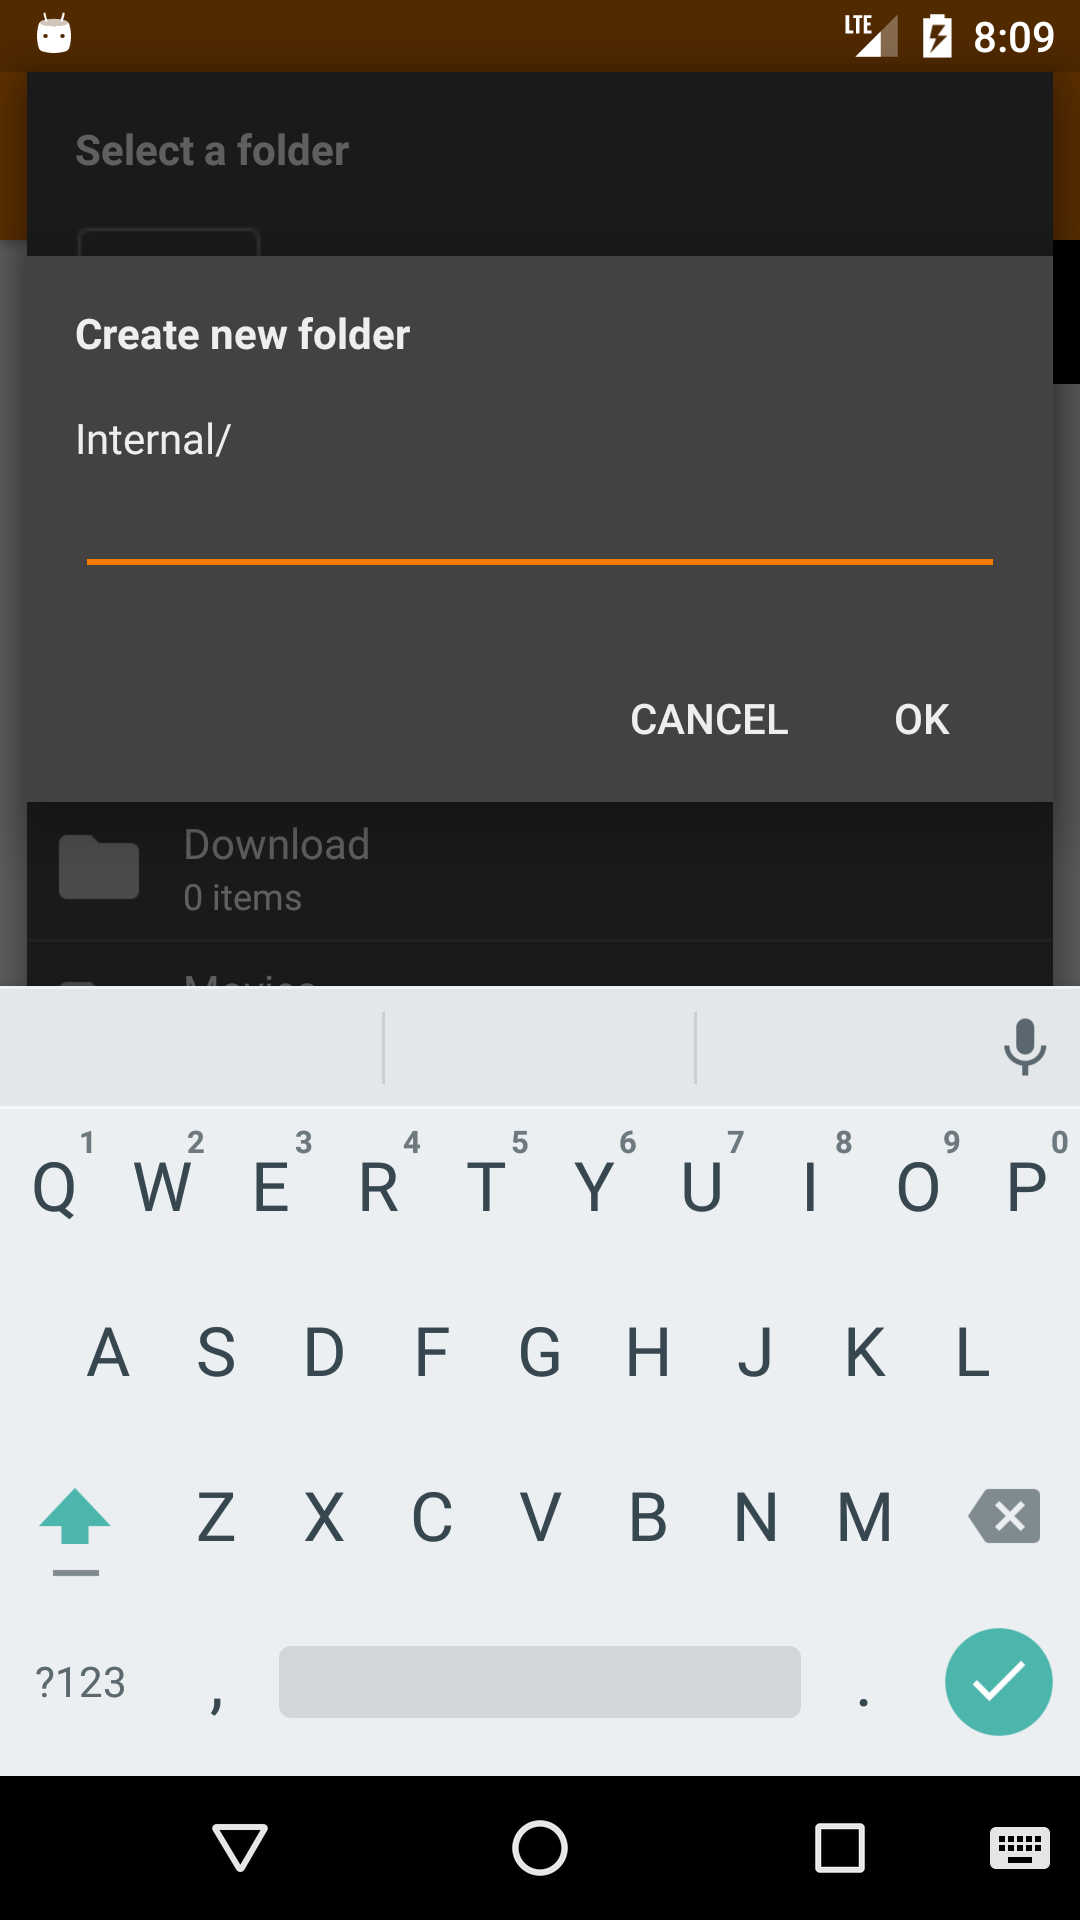 LTE 8:09
Select a folder
Create new folder
Internal/
CANCEL OK
Download
0 items
Movies
1 2 3 4 5 6 7 8 9 0
Q W E R T Y U I O P
A S D F G H J K L
Z X C V B N M
?123 , .